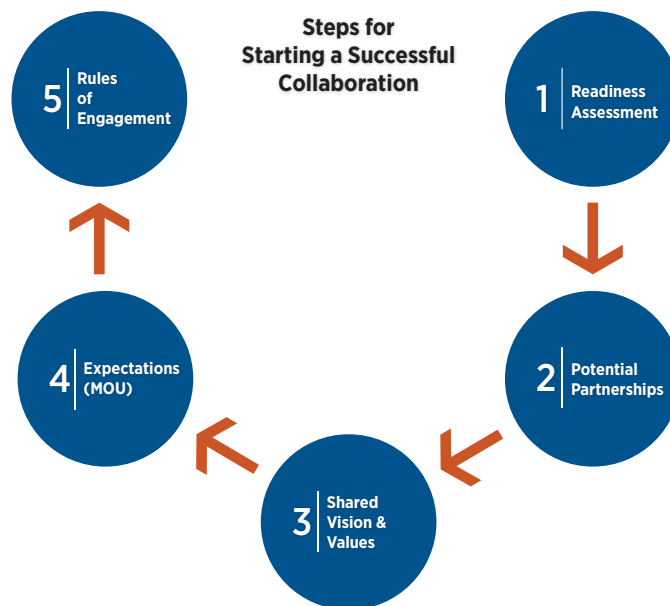 Steps for
Starting a Successful
Collaboration
1
Readiness
Assessment
2
Potential
Partnerships
3
Shared
Vision &
Values
4
Expectations
(MOU)
5
Rules
of
Engagement